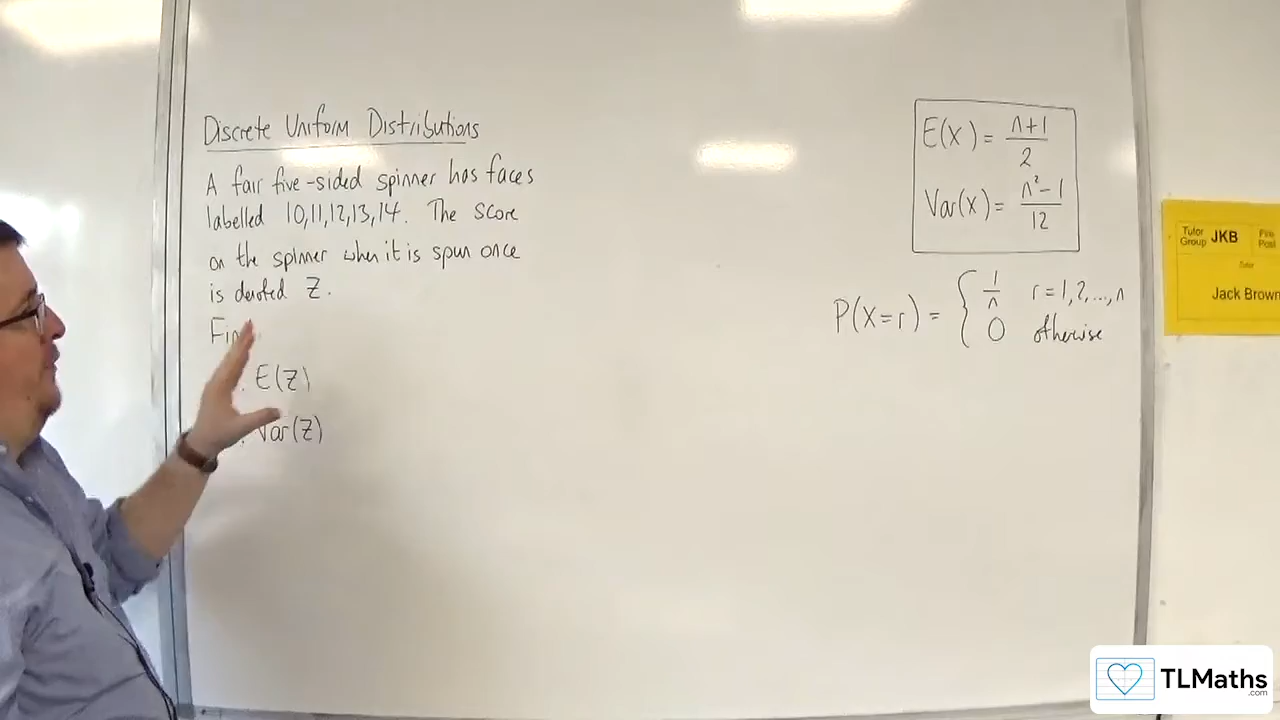 Discrete Uniform Distributions
A fair five-sided spinner has faces
labelled 10,11,12,13,14. The score
on the spinner when it is spun once
is denoted Z.
E(Z)
Var(Z)
E(X) = n+1/2
Var(X) = n²-1/12
P(X=r) = { 1/n r=1,2,...,n
0 otherwise
Tutor Group JKB
Tutor
Jack Brown
TLMaths
.com